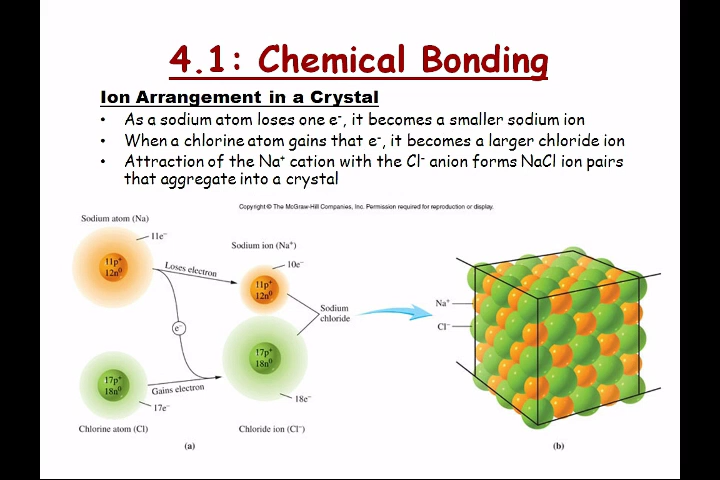 4.1: Chemical Bonding
Ion Arrangement in a Crystal
• As a sodium atom loses one e⁻, it becomes a smaller sodium ion
• When a chlorine atom gains that e⁻, it becomes a larger chloride ion
• Attraction of the Na⁺ cation with the Cl⁻ anion forms NaCl ion pairs
that aggregate into a crystal
Copyright © The McGraw-Hill Companies, Inc. Permission required for reproduction or display.
Sodium atom (Na)
11e⁻
11p⁺
12n⁰
Loses electron
Sodium ion (Na⁺)
10e⁻
11p⁺
12n⁰
Sodium
chloride
e⁻
17p⁺
18n⁰
17e⁻
Chlorine atom (Cl)
Gains electron
17p⁺
18n⁰
18e⁻
Chloride ion (Cl⁻)
(a)
Na⁺
Cl⁻
(b)